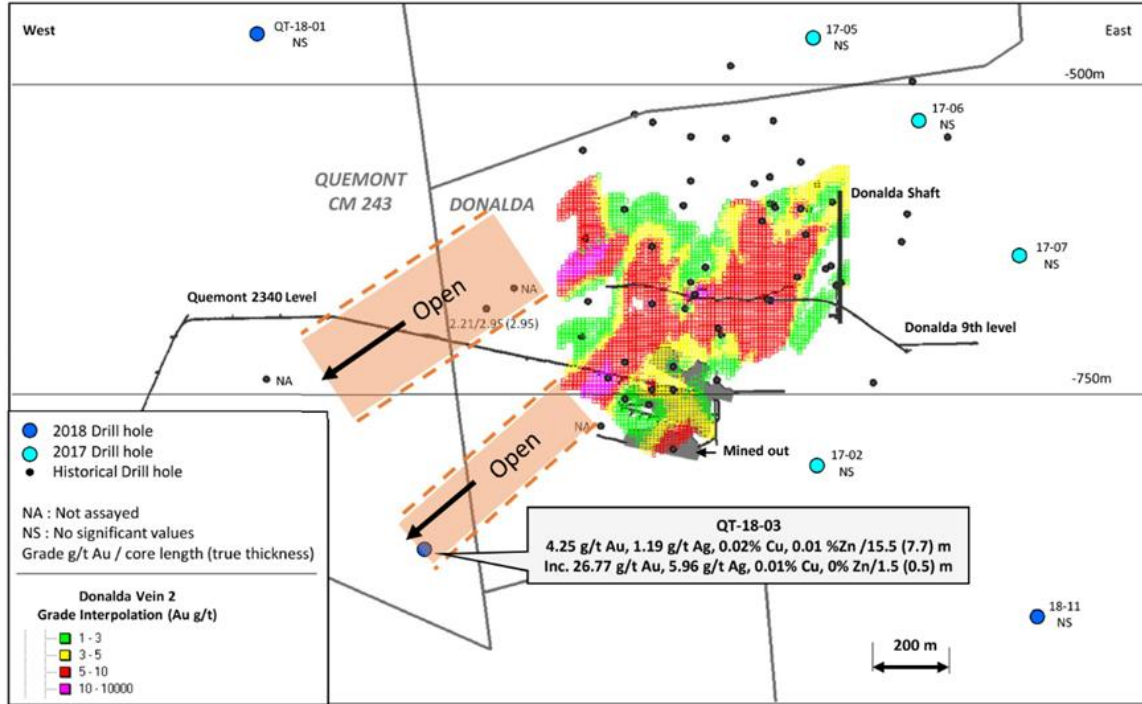 West
QT-18-01
NS
17-05
NS
East
-500m
17-06
NS
QUEMONT
CM 243
DONALDA
Donalda Shaft
17-07
NS
Open
NA
Quemont 2340 Level
2.21/2.95 (2.95)
Donalda 9th level
NA
-750m
2018 Drill hole
2017 Drill hole
Historical Drill hole
NA : Not assayed
NS : No significant values
Grade g/t Au / core length (true thickness)
Donalda Vein 2
Grade Interpolation (Au g/t)
1 - 3
3 - 5
5 - 10
10 - 10000
Open
NA
Mined out
17-02
NS
QT-18-03
4.25 g/t Au, 1.19 g/t Ag, 0.02% Cu, 0.01 %Zn /15.5 (7.7) m
Inc. 26.77 g/t Au, 5.96 g/t Ag, 0.01% Cu, 0% Zn/1.5 (0.5) m
18-11
NS
200 m